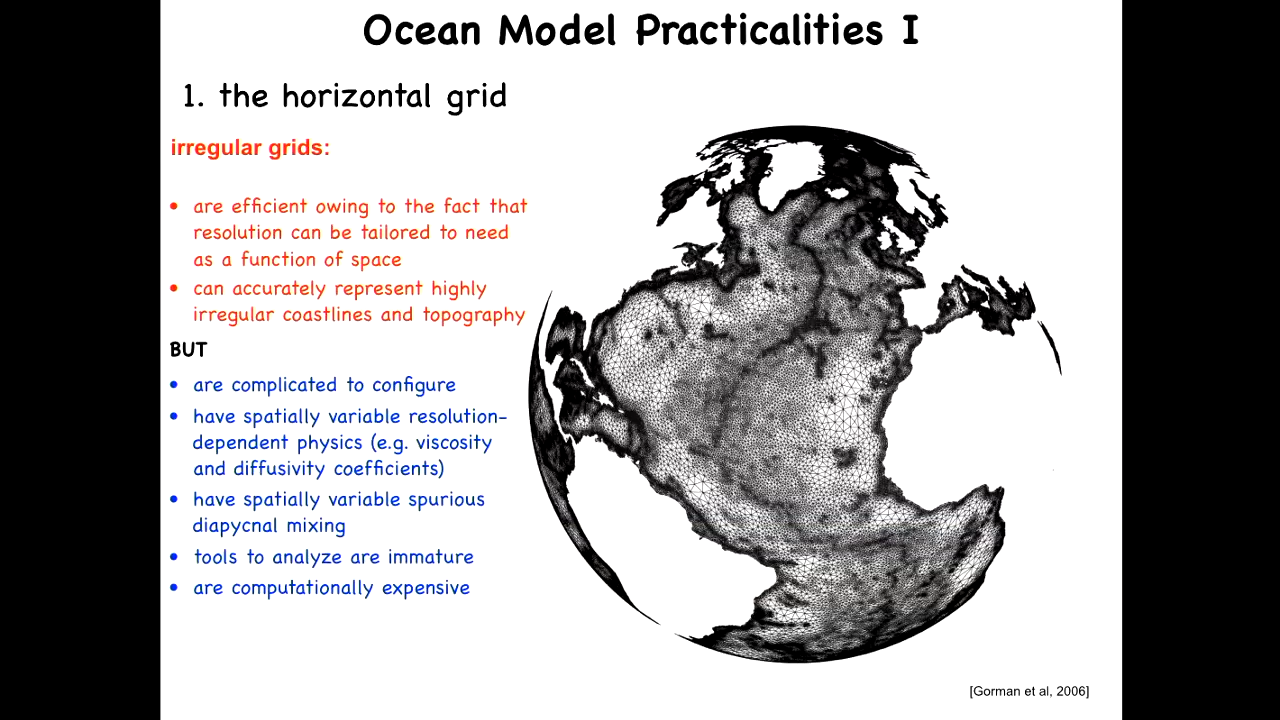 Ocean Model Practicalities I
1. the horizontal grid
irregular grids:
• are efficient owing to the fact that
resolution can be tailored to need
as a function of space
• can accurately represent highly
irregular coastlines and topography
BUT
• are complicated to configure
• have spatially variable resolution-
dependent physics (e.g. viscosity
and diffusivity coefficients)
• have spatially variable spurious
diapycnal mixing
• tools to analyze are immature
• are computationally expensive
[Gorman et al, 2006]